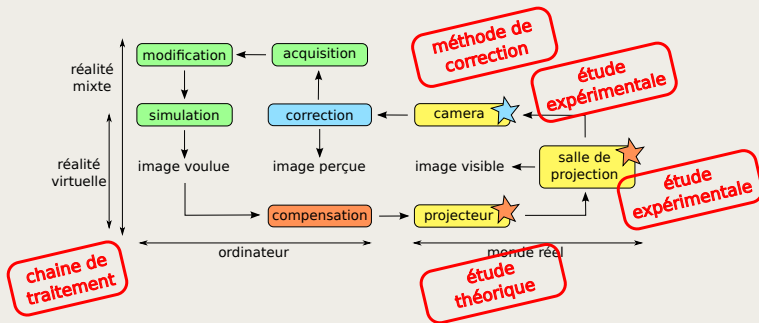 méthode de
correction
modification
acquisition
réalité
mixte
étude
expérimentale
simulation
correction
camera
réalité
virtuelle
image voulue
image perçue
image visible
salle de
projection
étude
expérimentale
compensation
projecteur
ordinateur
monde réel
chaine de
traitement
étude
théorique